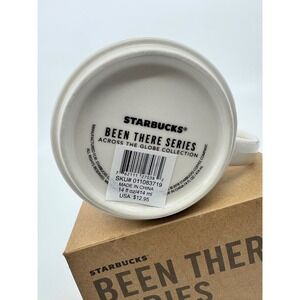 STARBUCKS®
BEEN THERE SERIES
ACROSS THE GLOBE COLLECTION
SKU# 011083719
MADE IN CHINA
14 fl oz/414 ml
USA $12.95
STARBUCKS®
BEEN THERE
SERIES